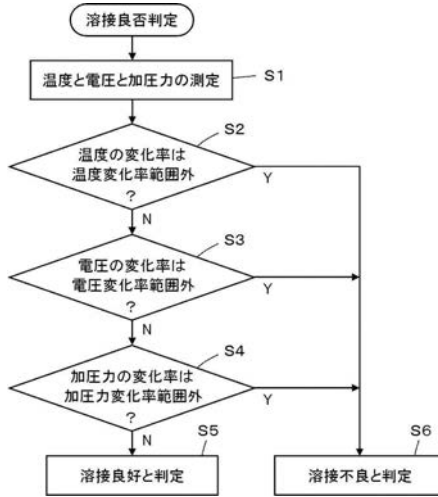 溶接良否判定
温度と電圧と加圧力の測定
S1
S2
温度の変化率は
温度変化率範囲外
?
Y
N
S3
電圧の変化率は
電圧変化率範囲外
?
Y
N
S4
加圧力の変化率は
加圧力変化率範囲外
?
Y
N
S5
S6
溶接良好と判定
溶接不良と判定